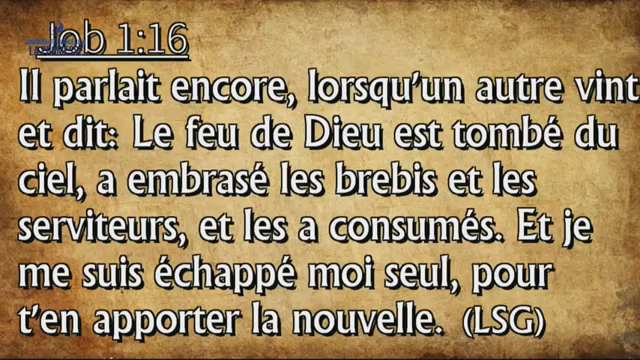 Job 1:16
Il parlait encore, lorsqu'un autre vint
et dit: Le feu de Dieu est tombé du
ciel, a embrasé les brebis et les
serviteurs, et les a consumés. Et je
me suis échappé moi seul, pour
t'en apporter la nouvelle. (LSG)